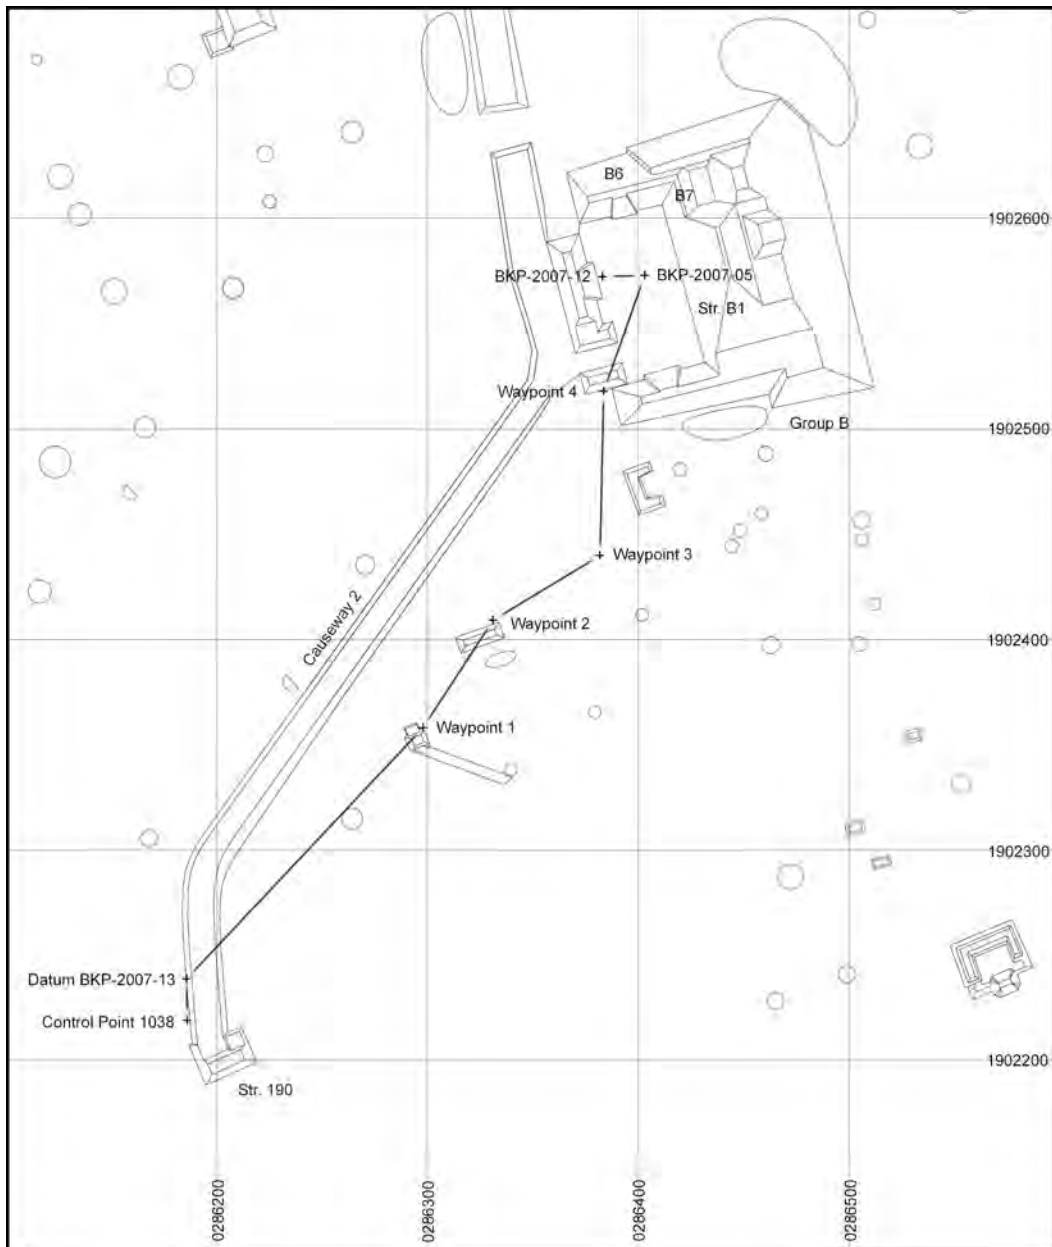 B6
B7
1902600
BKP-2007-12
BKP-2007-05
Str. B1
Waypoint 4
Group B
1902500
Waypoint 3
Causeway 2
Waypoint 2
1902400
Waypoint 1
1902300
Datum BKP-2007-13
Control Point 1038
1902200
Str. 190
0286200
0286300
0286400
0286500